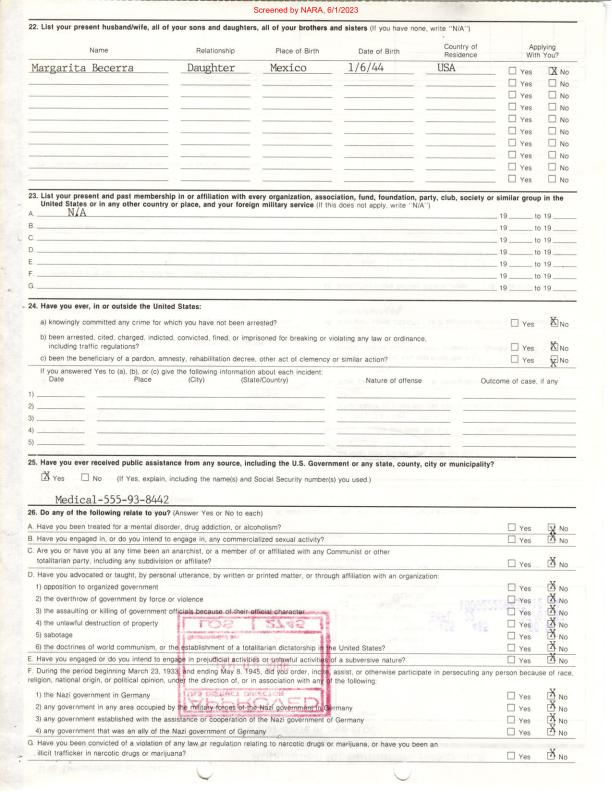 Screened by NARA, 6/1/2023
22. List your present husband/wife, all of your sons and daughters, all of your brothers and sisters (If you have none, write "N/A")
Name Relationship Place of Birth Date of Birth Country of Residence Applying With You?
Margarita Becerra Daughter Mexico 1/6/44 USA ☐ Yes ☒ No
☐ Yes ☐ No
☐ Yes ☐ No
☐ Yes ☐ No
☐ Yes ☐ No
☐ Yes ☐ No
☐ Yes ☐ No
☐ Yes ☐ No
☐ Yes ☐ No
☐ Yes ☐ No
23. List your present and past membership in or affiliation with every organization, association, fund, foundation, party, club, society or similar group in the
United States or in any other country or place, and your foreign military service (If this does not apply, write "N/A")
A. N/A 19 to 19
B. 19 to 19
C. 19 to 19
D. 19 to 19
E. 19 to 19
F. 19 to 19
G. 19 to 19
24. Have you ever, in or outside the United States:
a) knowingly committed any crime for which you have not been arrested? ☐ Yes ☒ No
b) been arrested, cited, charged, indicted, convicted, fined, or imprisoned for breaking or violating any law or ordinance,
including traffic regulations? ☐ Yes ☒ No
c) been the beneficiary of a pardon, amnesty, rehabilitation decree, other act of clemency or similar action? ☐ Yes ☒ No
If you answered Yes to (a), (b), or (c) give the following information about each incident:
Date Place (City) (State/Country) Nature of offense Outcome of case, if any
1)
2)
3)
4)
5)
25. Have you ever received public assistance from any source, including the U.S. Government or any state, county, city or municipality?
☒ Yes ☐ No (If Yes, explain, including the name(s) and Social Security number(s) you used.)
Medical-555-93-8442
26. Do any of the following relate to you? (Answer Yes or No to each)
A. Have you been treated for a mental disorder, drug addiction, or alcoholism? ☐ Yes ☒ No
B. Have you engaged in, or do you intend to engage in, any commercialized sexual activity? ☐ Yes ☒ No
C. Are you or have you at any time been an anarchist, or a member of or affiliated with any Communist or other
totalitarian party, including any subdivision or affiliate? ☐ Yes ☒ No
D. Have you advocated or taught, by personal utterance, by written or printed matter, or through affiliation with an organization:
1) opposition to organized government ☐ Yes ☒ No
2) the overthrow of government by force or violence ☐ Yes ☒ No
3) the assaulting or killing of government officials because of their official character ☐ Yes ☒ No
4) the unlawful destruction of property ☐ Yes ☒ No
5) sabotage ☐ Yes ☒ No
6) the doctrines of world communism, or the establishment of a totalitarian dictatorship in the United States? ☐ Yes ☒ No
E. Have you engaged or do you intend to engage in prejudicial activities or unlawful activities of a subversive nature? ☐ Yes ☒ No
F. During the period beginning March 23, 1933, and ending May 8, 1945, did you order, incite, assist, or otherwise participate in persecuting any person because of race,
religion, national origin, or political opinion, under the direction of, or in association with any of the following:
1) the Nazi government in Germany ☐ Yes ☒ No
2) any government in any area occupied by the military forces of the Nazi government in Germany ☐ Yes ☒ No
3) any government established with the assistance or cooperation of the Nazi government of Germany ☐ Yes ☒ No
4) any government that was an ally of the Nazi government of Germany ☐ Yes ☒ No
G. Have you been convicted of a violation of any law or regulation relating to narcotic drugs or marijuana, or have you been an
illicit trafficker in narcotic drugs or marijuana? ☐ Yes ☒ No
APPROVED